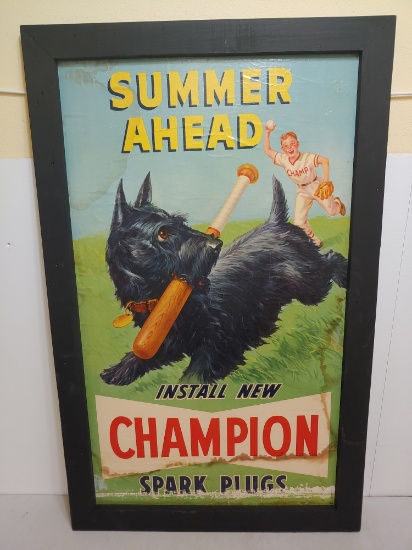 SUMMER
AHEAD
CHAMP
INSTALL NEW
CHAMPION
SPARK PLUGS